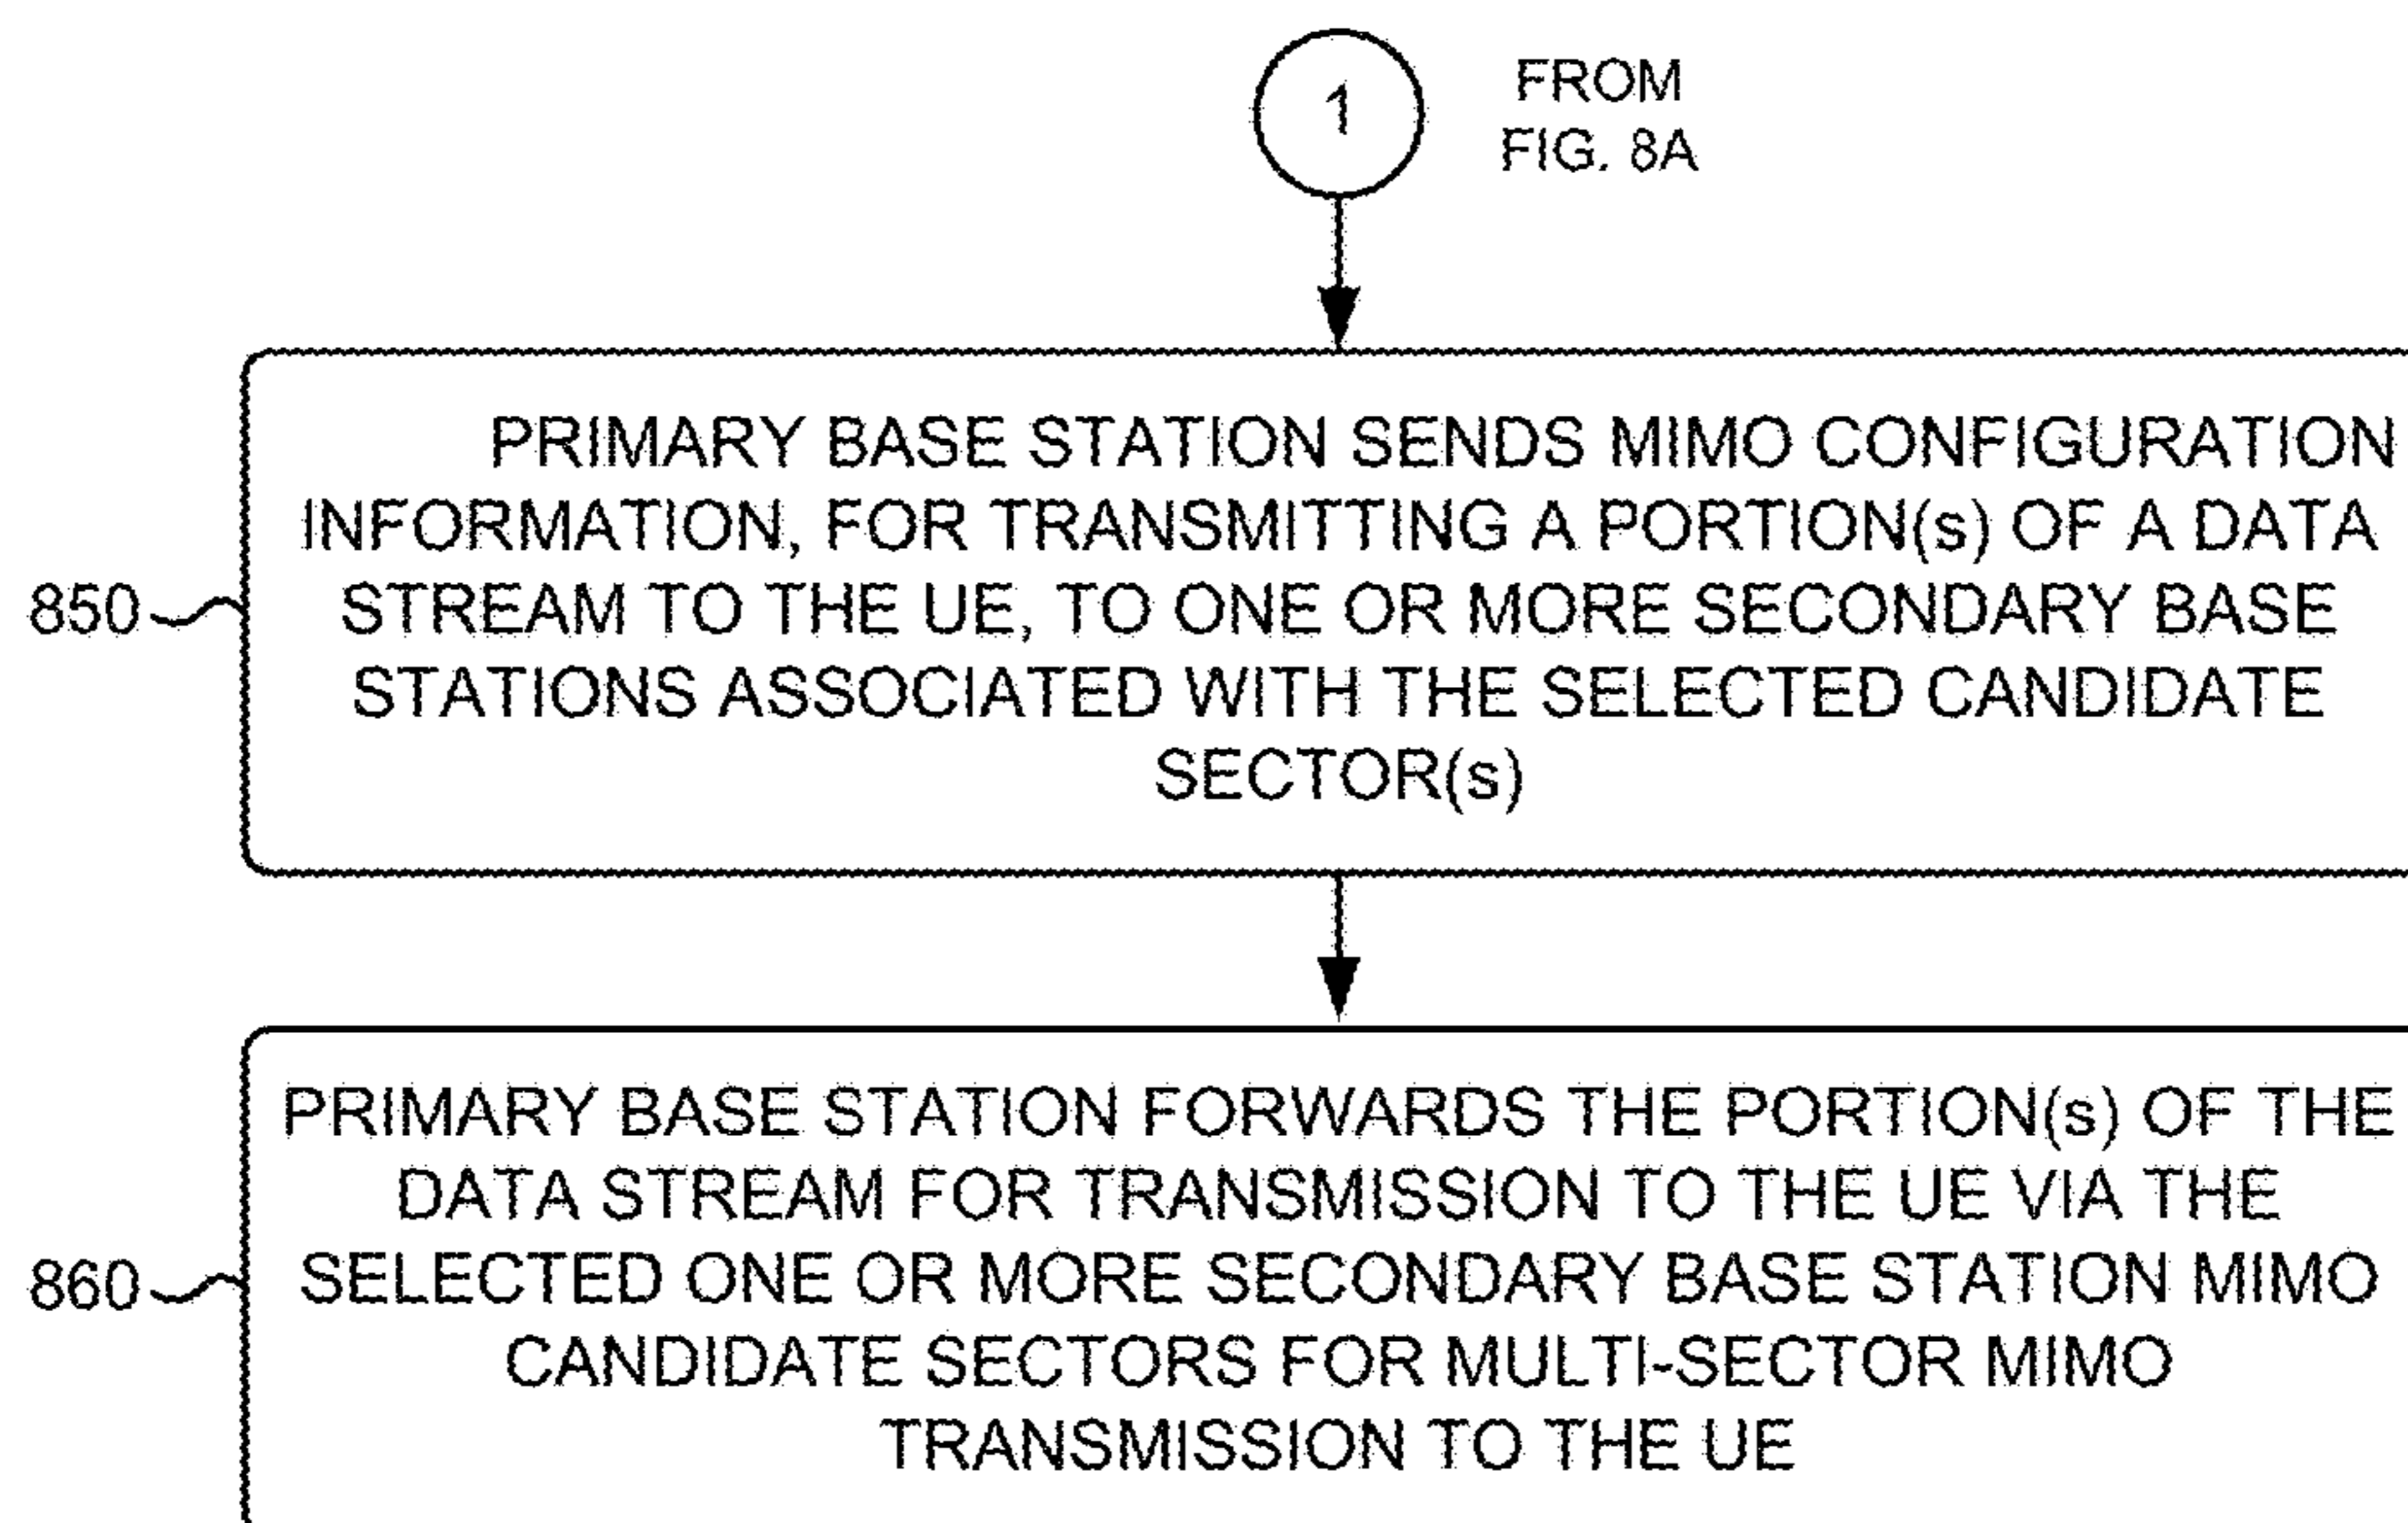 1
FROM
FIG. 8A
PRIMARY BASE STATION SENDS MIMO CONFIGURATION
INFORMATION, FOR TRANSMITTING A PORTION(s) OF A DATA
STREAM TO THE UE, TO ONE OR MORE SECONDARY BASE
STATIONS ASSOCIATED WITH THE SELECTED CANDIDATE
SECTOR(s)
850
PRIMARY BASE STATION FORWARDS THE PORTION(s) OF THE
DATA STREAM FOR TRANSMISSION TO THE UE VIA THE
SELECTED ONE OR MORE SECONDARY BASE STATION MIMO
CANDIDATE SECTORS FOR MULTI-SECTOR MIMO
TRANSMISSION TO THE UE
860